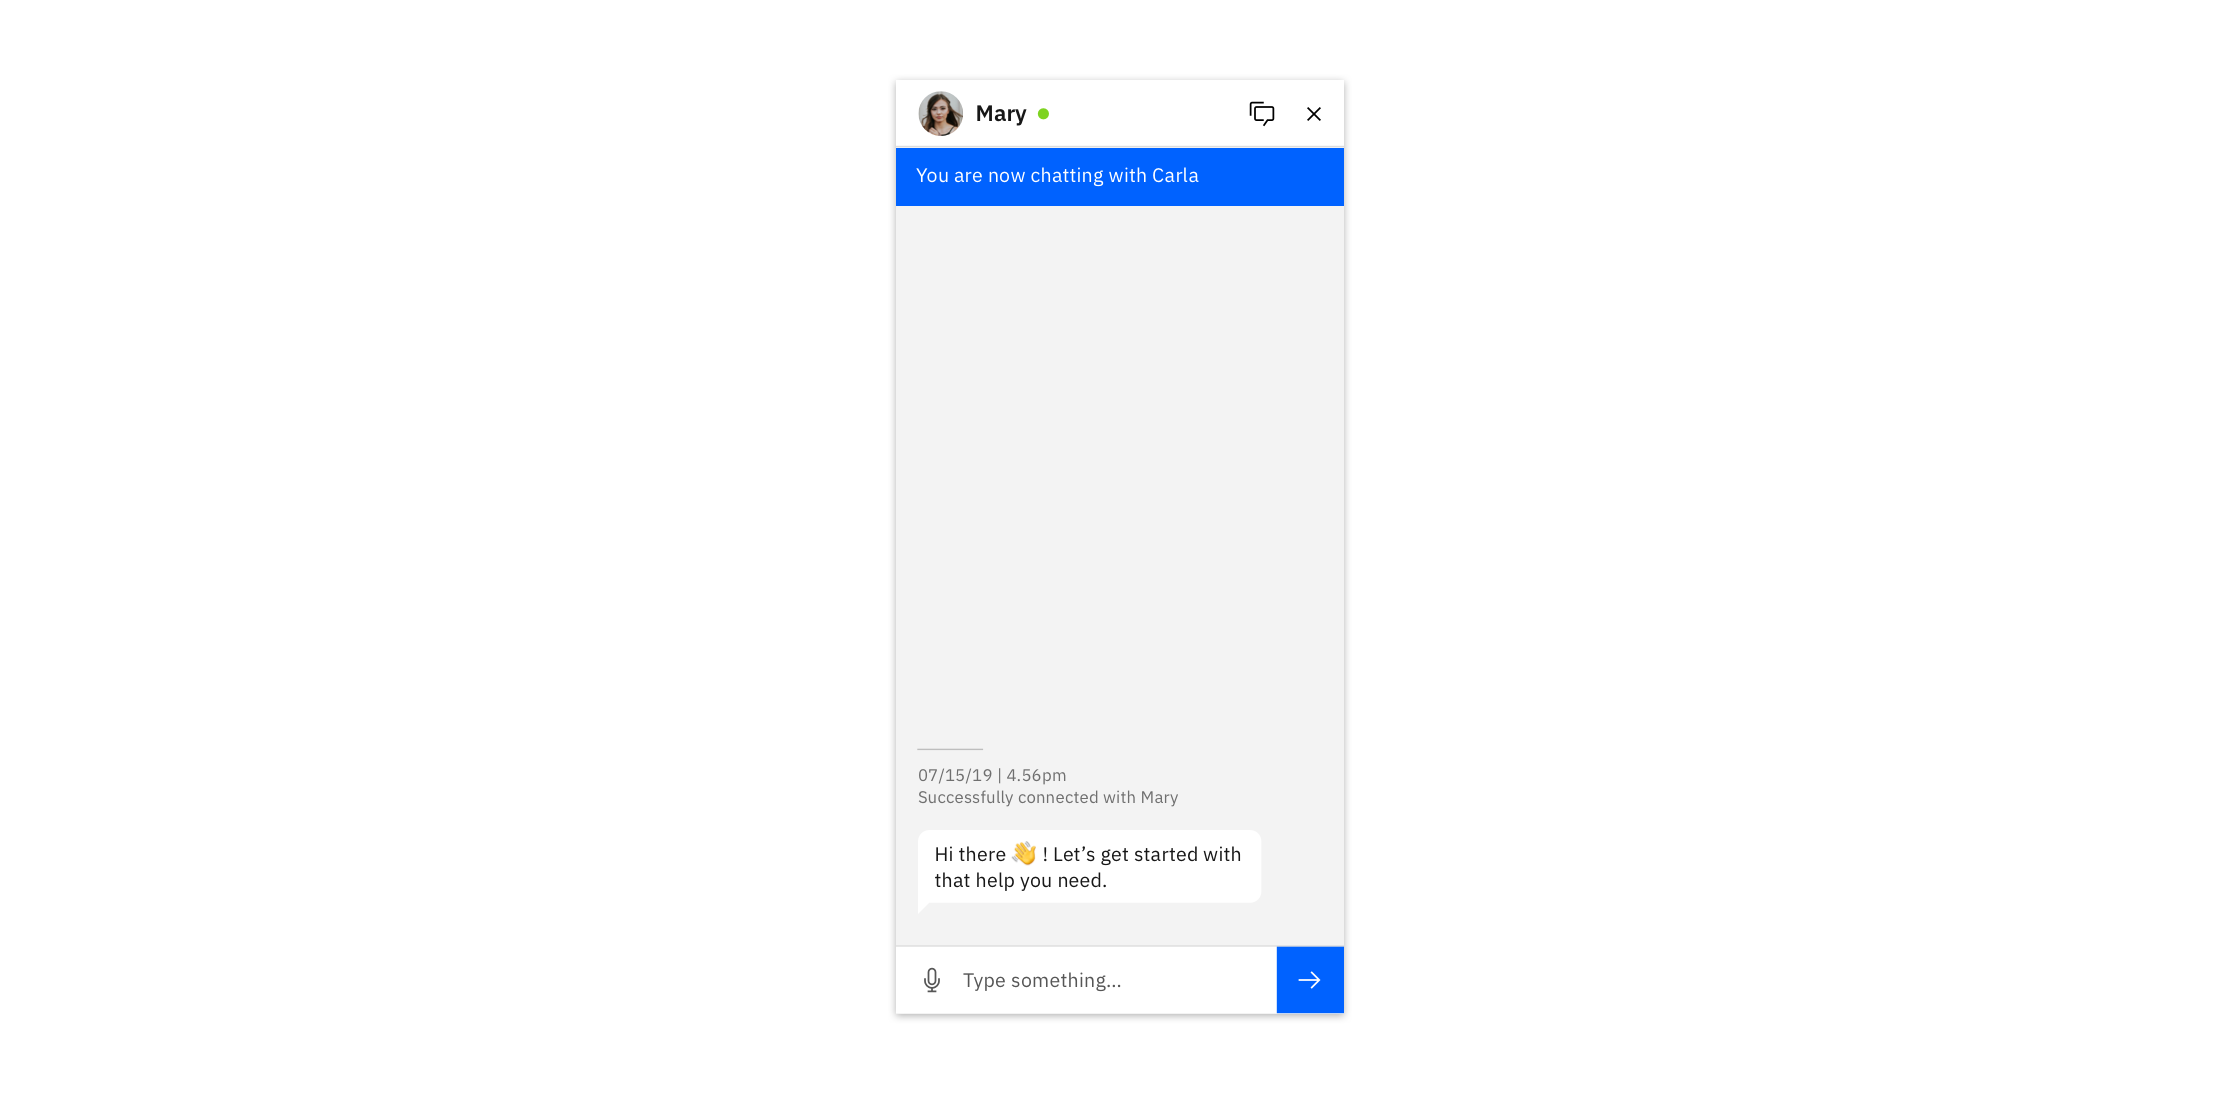 Mary
You are now chatting with Carla
07/15/19 | 4.56pm
Successfully connected with Mary
Hi there 👋 ! Let’s get started with
that help you need.
Type something...